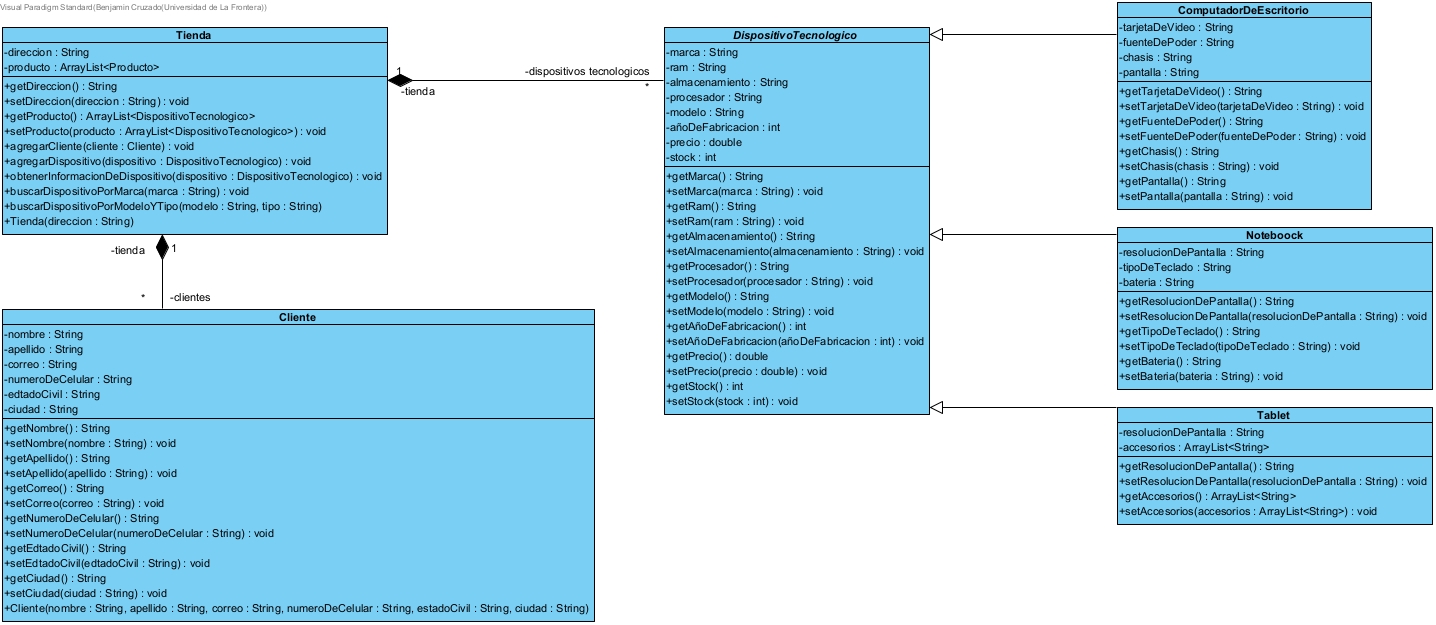 Visual Paradigm Standard(Benjamin Cruzado(Universidad de La Frontera))
Tienda
-direccion : String
-producto : ArrayList<Producto>
+getDireccion() : String
+setDireccion(direccion : String) : void
+getProducto() : ArrayList<DispositivoTecnologico>
+setProducto(producto : ArrayList<DispositivoTecnologico>) : void
+agregarCliente(cliente : Cliente) : void
+agregarDispositivo(dispositivo : DispositivoTecnologico) : void
+obtenerInformacionDeDispositivo(dispositivo : DispositivoTecnologico) : void
+buscarDispositivoPorMarca(marca : String) : void
+buscarDispositivoPorModeloYTipo(modelo : String, tipo : String)
+Tienda(direccion : String)
1
-tienda
-dispositivos tecnologicos
*
-tienda
1
*
-clientes
Cliente
-nombre : String
-apellido : String
-correo : String
-numeroDeCelular : String
-edtadoCivil : String
-ciudad : String
+getNombre() : String
+setNombre(nombre : String) : void
+getApellido() : String
+setApellido(apellido : String) : void
+getCorreo() : String
+setCorreo(correo : String) : void
+getNumeroDeCelular() : String
+setNumeroDeCelular(numeroDeCelular : String) : void
+getEdtadoCivil() : String
+setEdtadoCivil(edtadoCivil : String) : void
+getCiudad() : String
+setCiudad(ciudad : String) : void
+Cliente(nombre : String, apellido : String, correo : String, numeroDeCelular : String, estadoCivil : String, ciudad : String)
DispositivoTecnologico
-marca : String
-ram : String
-almacenamiento : String
-procesador : String
-modelo : String
-añoDeFabricacion : int
-precio : double
-stock : int
+getMarca() : String
+setMarca(marca : String) : void
+getRam() : String
+setRam(ram : String) : void
+getAlmacenamiento() : String
+setAlmacenamiento(almacenamiento : String) : void
+getProcesador() : String
+setProcesador(procesador : String) : void
+getModelo() : String
+setModelo(modelo : String) : void
+getAñoDeFabricacion() : int
+setAñoDeFabricacion(añoDeFabricacion : int) : void
+getPrecio() : double
+setPrecio(precio : double) : void
+getStock() : int
+setStock(stock : int) : void
ComputadorDeEscritorio
-tarjetaDeVideo : String
-fuenteDePoder : String
-chasis : String
-pantalla : String
+getTarjetaDeVideo() : String
+setTarjetaDeVideo(tarjetaDeVideo : String) : void
+getFuenteDePoder() : String
+setFuenteDePoder(fuenteDePoder : String) : void
+getChasis() : String
+setChasis(chasis : String) : void
+getPantalla() : String
+setPantalla(pantalla : String) : void
Noteboock
-resolucionDePantalla : String
-tipoDeTeclado : String
-bateria : String
+getResolucionDePantalla() : String
+setResolucionDePantalla(resolucionDePantalla : String) : void
+getTipoDeTeclado() : String
+setTipoDeTeclado(tipoDeTeclado : String) : void
+getBateria() : String
+setBateria(bateria : String) : void
Tablet
-resolucionDePantalla : String
-accesorios : ArrayList<String>
+getResolucionDePantalla() : String
+setResolucionDePantalla(resolucionDePantalla : String) : void
+getAccesorios() : ArrayList<String>
+setAccesorios(accesorios : ArrayList<String>) : void